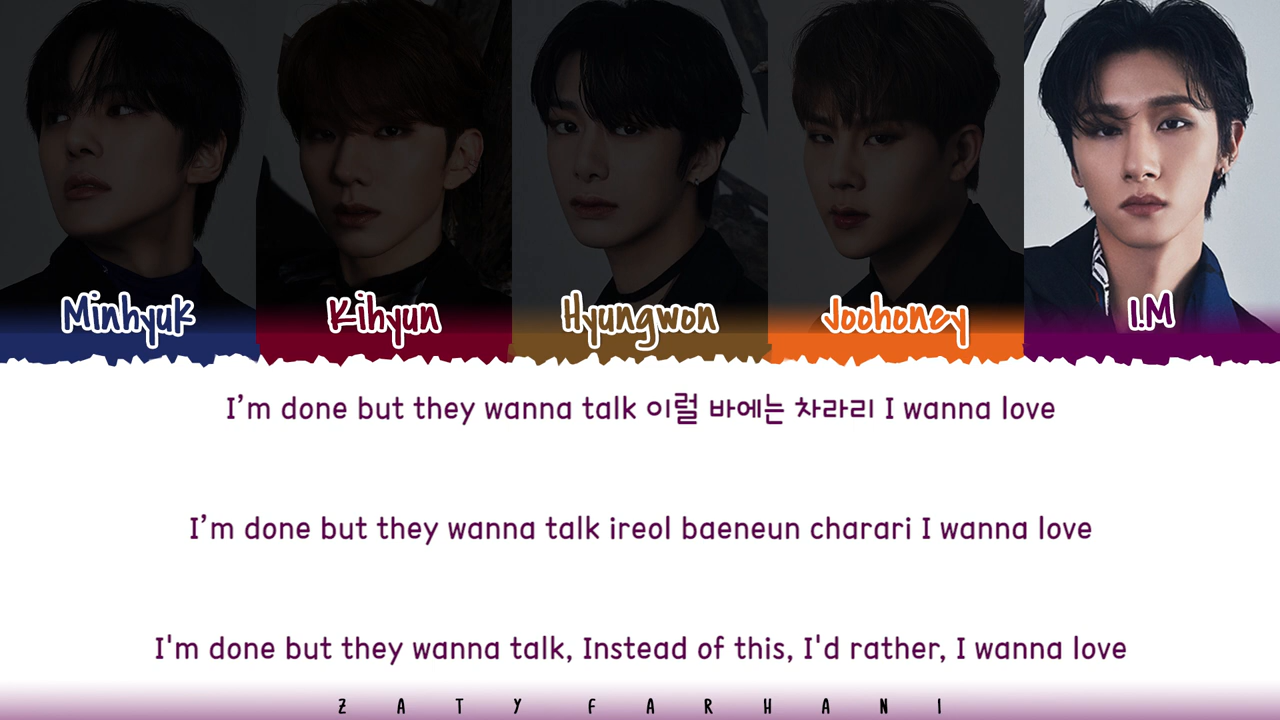 Minhyuk Kihyun Hyungwon Joohoney I.M
I’m done but they wanna talk 이럴 바에는 차라리 I wanna love
I’m done but they wanna talk ireol baeneun charari I wanna love
I'm done but they wanna talk, Instead of this, I'd rather, I wanna love
ZATY FARHANI